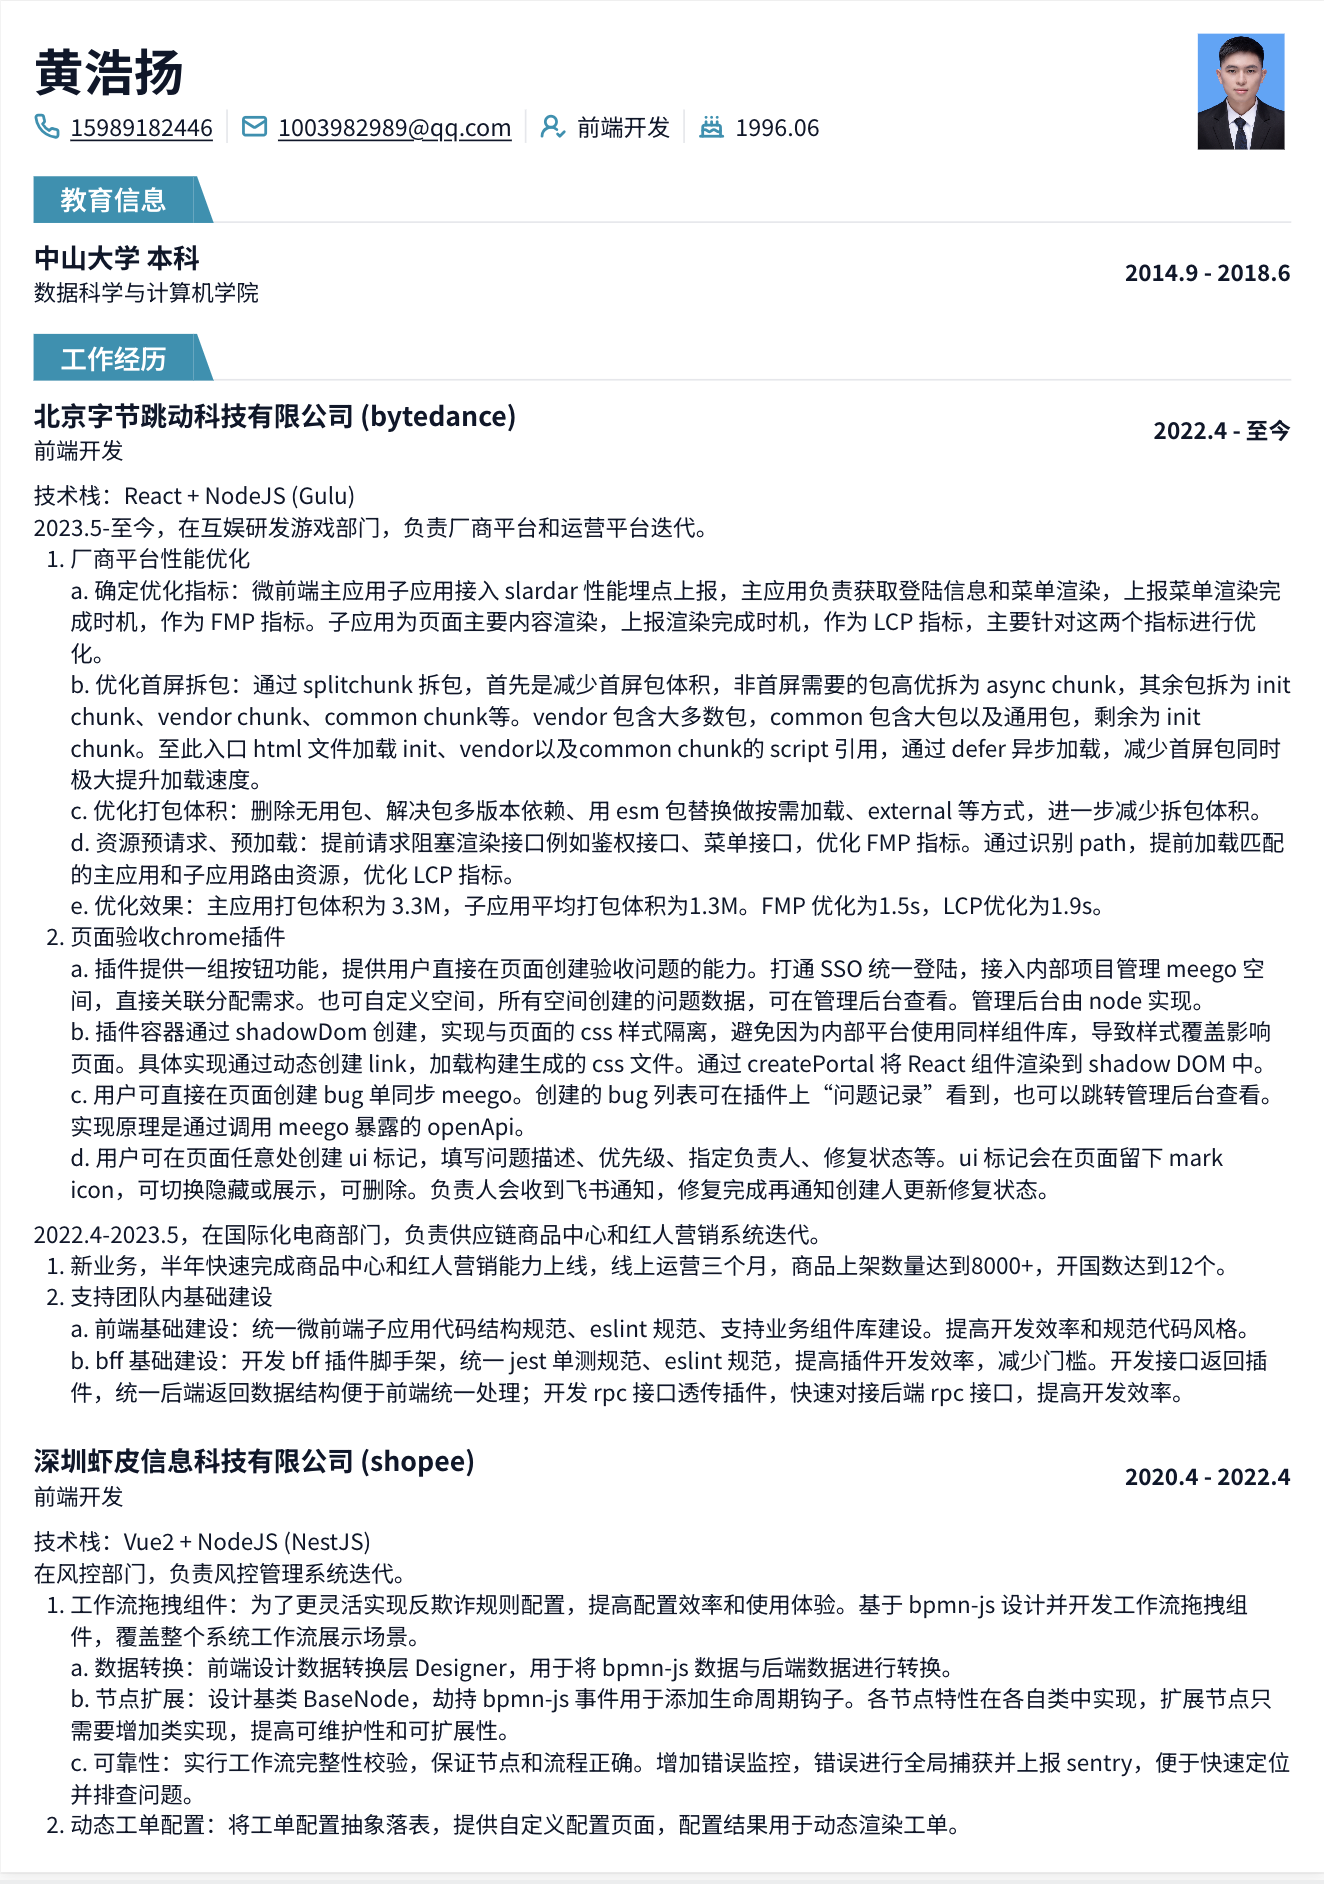 黄浩扬
15989182446 1003982989@qq.com 前端开发 1996.06
教育信息
中山大学 本科
2014.9 - 2018.6
数据科学与计算机学院
工作经历
北京字节跳动科技有限公司 (bytedance)
2022.4 - 至今
前端开发
技术栈：React + NodeJS (Gulu)
2023.5-至今，在互娱研发游戏部门，负责厂商平台和运营平台迭代。
1. 厂商平台性能优化
a. 确定优化指标：微前端主应用子应用接入 slardar 性能埋点上报，主应用负责获取登陆信息和菜单渲染，上报菜单渲染完
成时机，作为 FMP 指标。子应用为页面主要内容渲染，上报渲染完成时机，作为 LCP 指标，主要针对这两个指标进行优
化。
b. 优化首屏拆包：通过 splitchunk 拆包，首先是减少首屏包体积，非首屏需要的包高优拆为 async chunk，其余包拆为 init
chunk、vendor chunk、common chunk等。vendor 包含大多数包，common 包含大包以及通用包，剩余为 init
chunk。至此入口 html 文件加载 init、vendor以及common chunk的 script 引用，通过 defer 异步加载，减少首屏包同时
极大提升加载速度。
c. 优化打包体积：删除无用包、解决包多版本依赖、用 esm 包替换做按需加载、external 等方式，进一步减少拆包体积。
d. 资源预请求、预加载：提前请求阻塞渲染接口例如鉴权接口、菜单接口，优化 FMP 指标。通过识别 path，提前加载匹配
的主应用和子应用路由资源，优化 LCP 指标。
e. 优化效果：主应用打包体积为 3.3M，子应用平均打包体积为1.3M。FMP 优化为1.5s，LCP优化为1.9s。
2. 页面验收chrome插件
a. 插件提供一组按钮功能，提供用户直接在页面创建验收问题的能力。打通 SSO 统一登陆，接入内部项目管理 meego 空
间，直接关联分配需求。也可自定义空间，所有空间创建的问题数据，可在管理后台查看。管理后台由 node 实现。
b. 插件容器通过 shadowDom 创建，实现与页面的 css 样式隔离，避免因为内部平台使用同样组件库，导致样式覆盖影响
页面。具体实现通过动态创建 link，加载构建生成的 css 文件。通过 createPortal 将 React 组件渲染到 shadow DOM 中。
c. 用户可直接在页面创建 bug 单同步 meego。创建的 bug 列表可在插件上“问题记录”看到，也可以跳转管理后台查看。
实现原理是通过调用 meego 暴露的 openApi。
d. 用户可在页面任意处创建 ui 标记，填写问题描述、优先级、指定负责人、修复状态等。ui 标记会在页面留下 mark
icon，可切换隐藏或展示，可删除。负责人会收到飞书通知，修复完成再通知创建人更新修复状态。
2022.4-2023.5，在国际化电商部门，负责供应链商品中心和红人营销系统迭代。
1. 新业务，半年快速完成商品中心和红人营销能力上线，线上运营三个月，商品上架数量达到8000+，开国数达到12个。
2. 支持团队内基础建设
a. 前端基础建设：统一微前端子应用代码结构规范、eslint 规范、支持业务组件库建设。提高开发效率和规范代码风格。
b. bff 基础建设：开发 bff 插件脚手架，统一 jest 单测规范、eslint 规范，提高插件开发效率，减少门槛。开发接口返回插
件，统一后端返回数据结构便于前端统一处理；开发 rpc 接口透传插件，快速对接后端 rpc 接口，提高开发效率。
深圳虾皮信息科技有限公司 (shopee)
2020.4 - 2022.4
前端开发
技术栈：Vue2 + NodeJS (NestJS)
在风控部门，负责风控管理系统迭代。
1. 工作流拖拽组件：为了更灵活实现反欺诈规则配置，提高配置效率和使用体验。基于 bpmn-js 设计并开发工作流拖拽组
件，覆盖整个系统工作流展示场景。
a. 数据转换：前端设计数据转换层 Designer，用于将 bpmn-js 数据与后端数据进行转换。
b. 节点扩展：设计基类 BaseNode，劫持 bpmn-js 事件用于添加生命周期钩子。各节点特性在各自类中实现，扩展节点只
需要增加类实现，提高可维护性和可扩展性。
c. 可靠性：实行工作流完整性校验，保证节点和流程正确。增加错误监控，错误进行全局捕获并上报 sentry，便于快速定位
并排查问题。
2. 动态工单配置：将工单配置抽象落表，提供自定义配置页面，配置结果用于动态渲染工单。